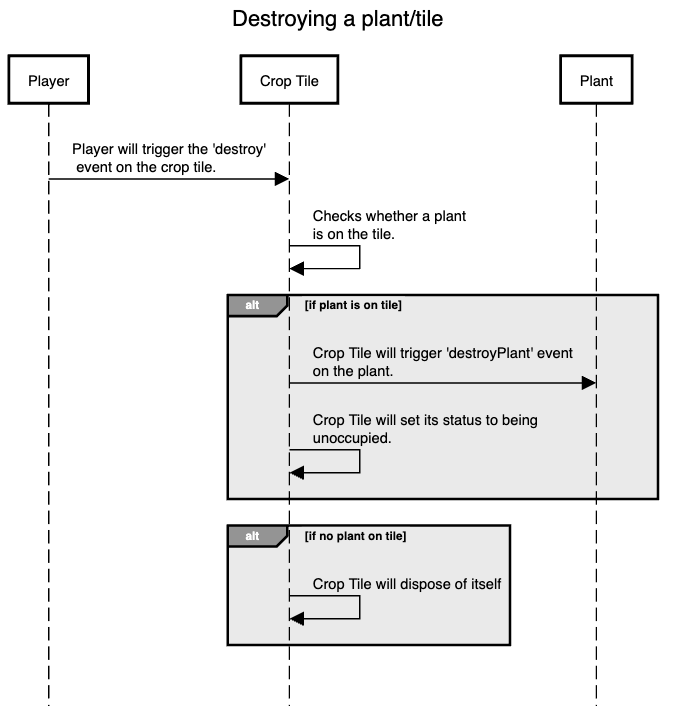 Destroying a plant/tile
Player
Crop Tile
Plant
Player will trigger the 'destroy'
event on the crop tile.
Checks whether a plant
is on the tile.
alt
[if plant is on tile]
Crop Tile will trigger 'destroyPlant' event
on the plant.
Crop Tile will set its status to being
unoccupied.
alt
[if no plant on tile]
Crop Tile will dispose of itself